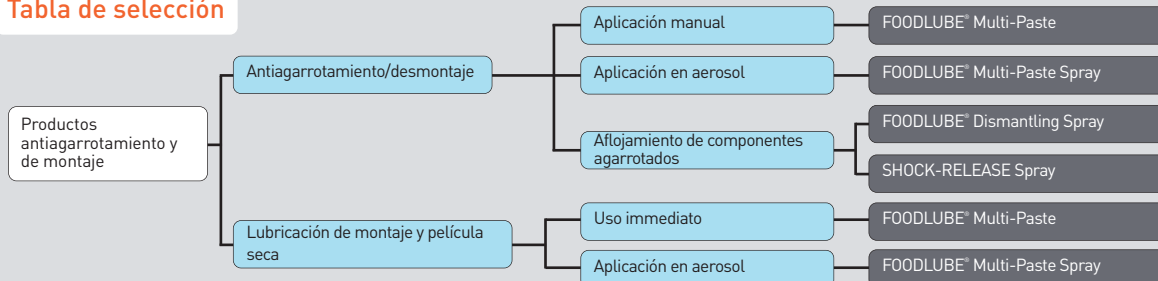 Tabla de selección
Productos
antiagarrotamiento y
de montaje
Antiagarrotamiento/desmontaje
Aplicación manual
FOODLUBE® Multi-Paste
Aplicación en aerosol
FOODLUBE® Multi-Paste Spray
Aflojamiento de componentes
agarrotados
FOODLUBE® Dismantling Spray
SHOCK-RELEASE Spray
Lubricación de montaje y película
seca
Uso immediato
FOODLUBE® Multi-Paste
Aplicación en aerosol
FOODLUBE® Multi-Paste Spray